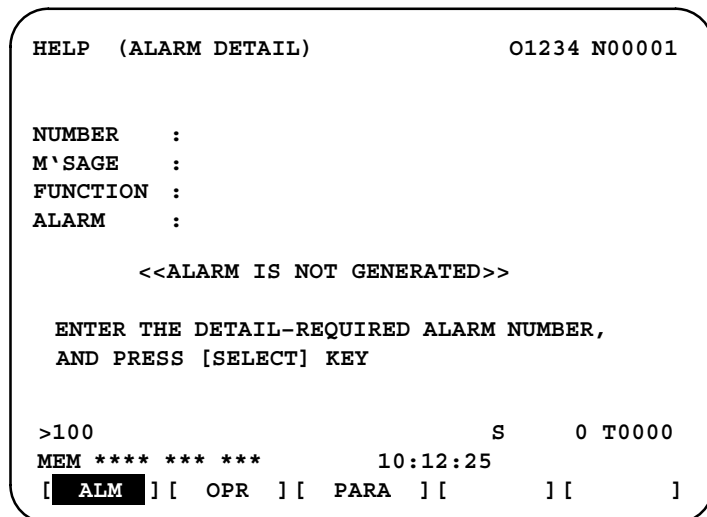 HELP (ALARM DETAIL) O1234 N00001
NUMBER :
M‘SAGE :
FUNCTION :
ALARM :
<<ALARM IS NOT GENERATED>>
ENTER THE DETAIL–REQUIRED ALARM NUMBER,
AND PRESS [SELECT] KEY
>100 S 0 T0000
MEM **** *** *** 10:12:25
[ ALM ] [ OPR ] [ PARA ] [ ] [ ]